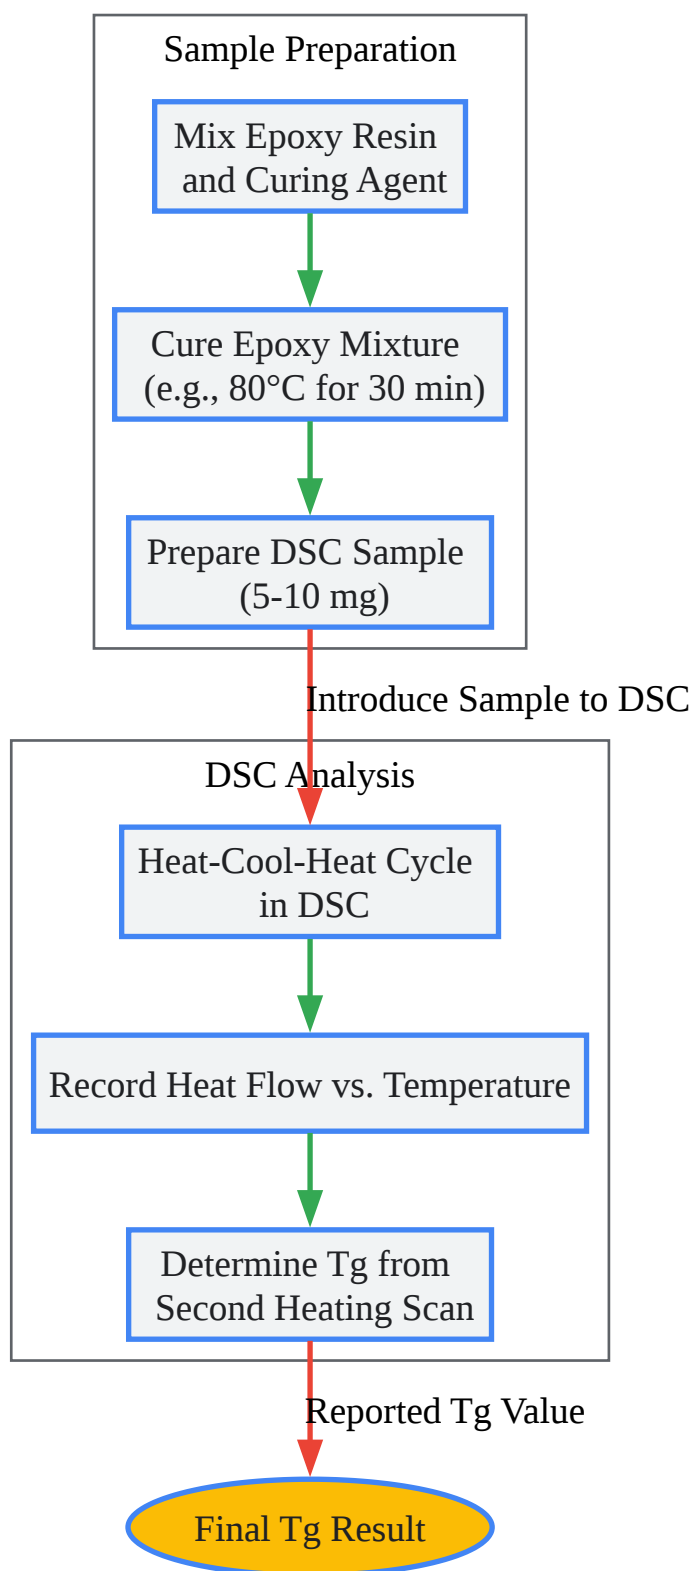 Sample Preparation
Mix Epoxy Resin
and Curing Agent
Cure Epoxy Mixture
(e.g., 80°C for 30 min)
Prepare DSC Sample
(5-10 mg)
Introduce Sample to DSC
DSC Analysis
Heat-Cool-Heat Cycle
in DSC
Record Heat Flow vs. Temperature
Determine Tg from
Second Heating Scan
Reported Tg Value
Final Tg Result